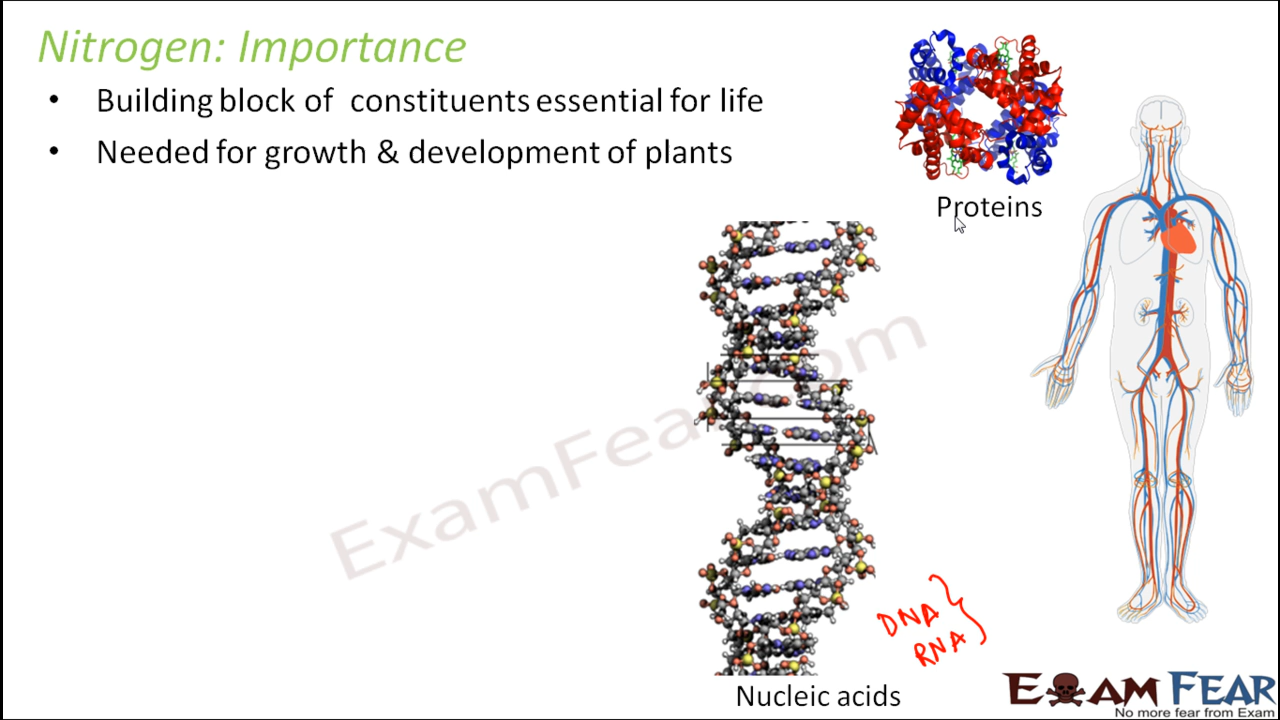 Nitrogen: Importance
• Building block of constituents essential for life
• Needed for growth & development of plants
Proteins
ExamFear.com
DNA
RNA
Nucleic acids
EXAM FEAR
No more fear from Exam